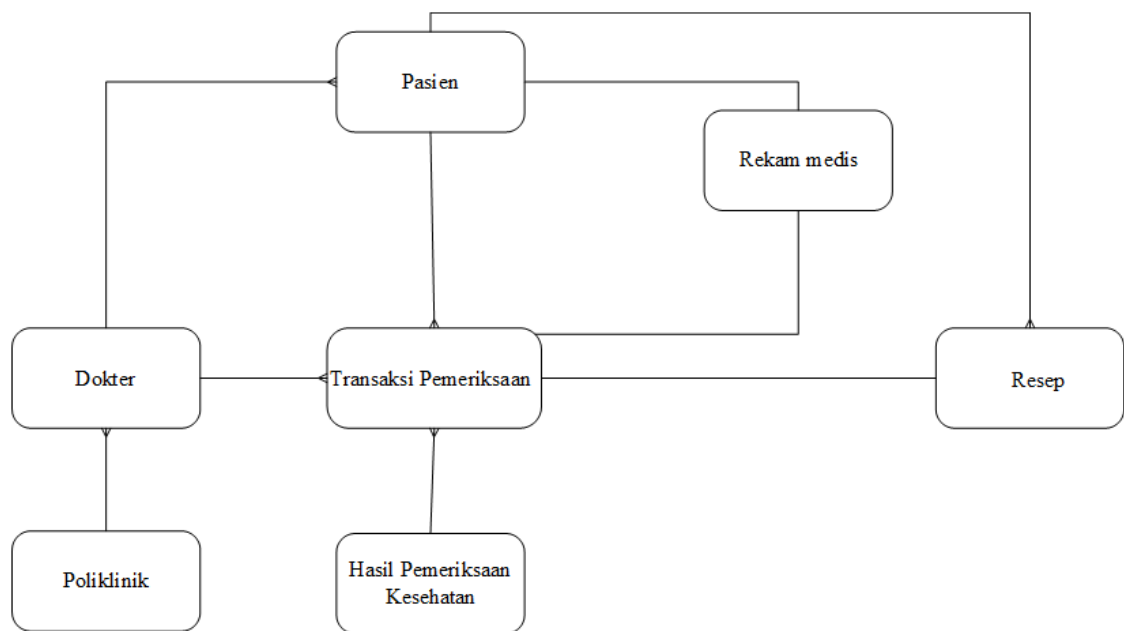 Pasien
Rekam medis
Dokter
Transaksi Pemeriksaan
Resep
Poliklinik
Hasil Pemeriksaan
Kesehatan